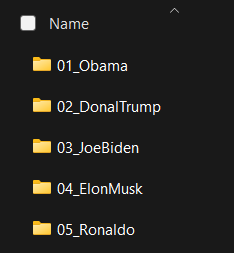 Name
01_Obama
02_DonalTrump
03_JoeBiden
04_ElonMusk
05_Ronaldo